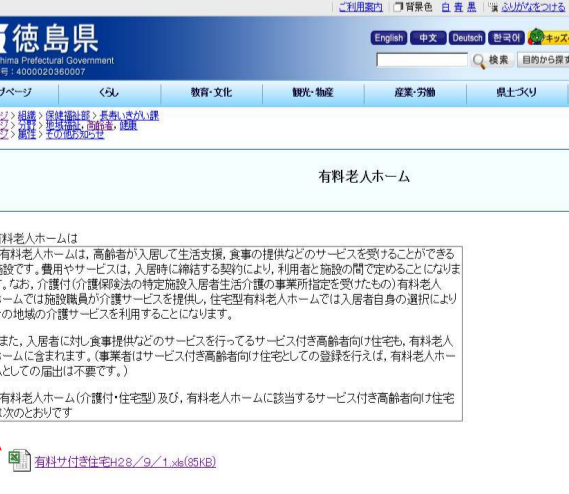 ご利用案内 背景色 白 青 黒 ふりがなをつける
徳島県
English 中文 Deutsch 한국어 キッズ
hima Prefectural Government
号:4000020360007
検索 目的から探す
プページ くらし 教育・文化 観光・物産 産業・労働 県土づくり
ジ > 組織 > 保健福祉部 > 長寿いきがい課
ジ > 分野 > 地域福祉, 高齢者, 健康
ジ > 属性 > その他お知らせ
有料老人ホーム
料老人ホームは
有料老人ホームは, 高齢者が入居して生活支援, 食事の提供などのサービスを受けることができる
施設です。費用やサービスは, 入居時に締結する契約により, 利用者と施設の間で定めることになりま
す。なお, 介護付(介護保険法の特定施設入居者生活介護の事業所指定を受けたもの)有料老人
ホームでは施設職員が介護サービスを提供し, 住宅型有料老人ホームでは入居者自身の選択により
の地域の介護サービスを利用することになります。
また, 入居者に対し食事提供などのサービスを行ってるサービス付き高齢者向け住宅も, 有料老人
ホームに含まれます。(事業者はサービス付き高齢者向け住宅としての登録を行えば, 有料老人ホー
ムとしての届出は不要です。)
有料老人ホーム(介護付・住宅型)及び, 有料老人ホームに該当するサービス付き高齢者向け住宅
は次のとおりです
有料サ付き住宅H28/9/1.xls(85KB)